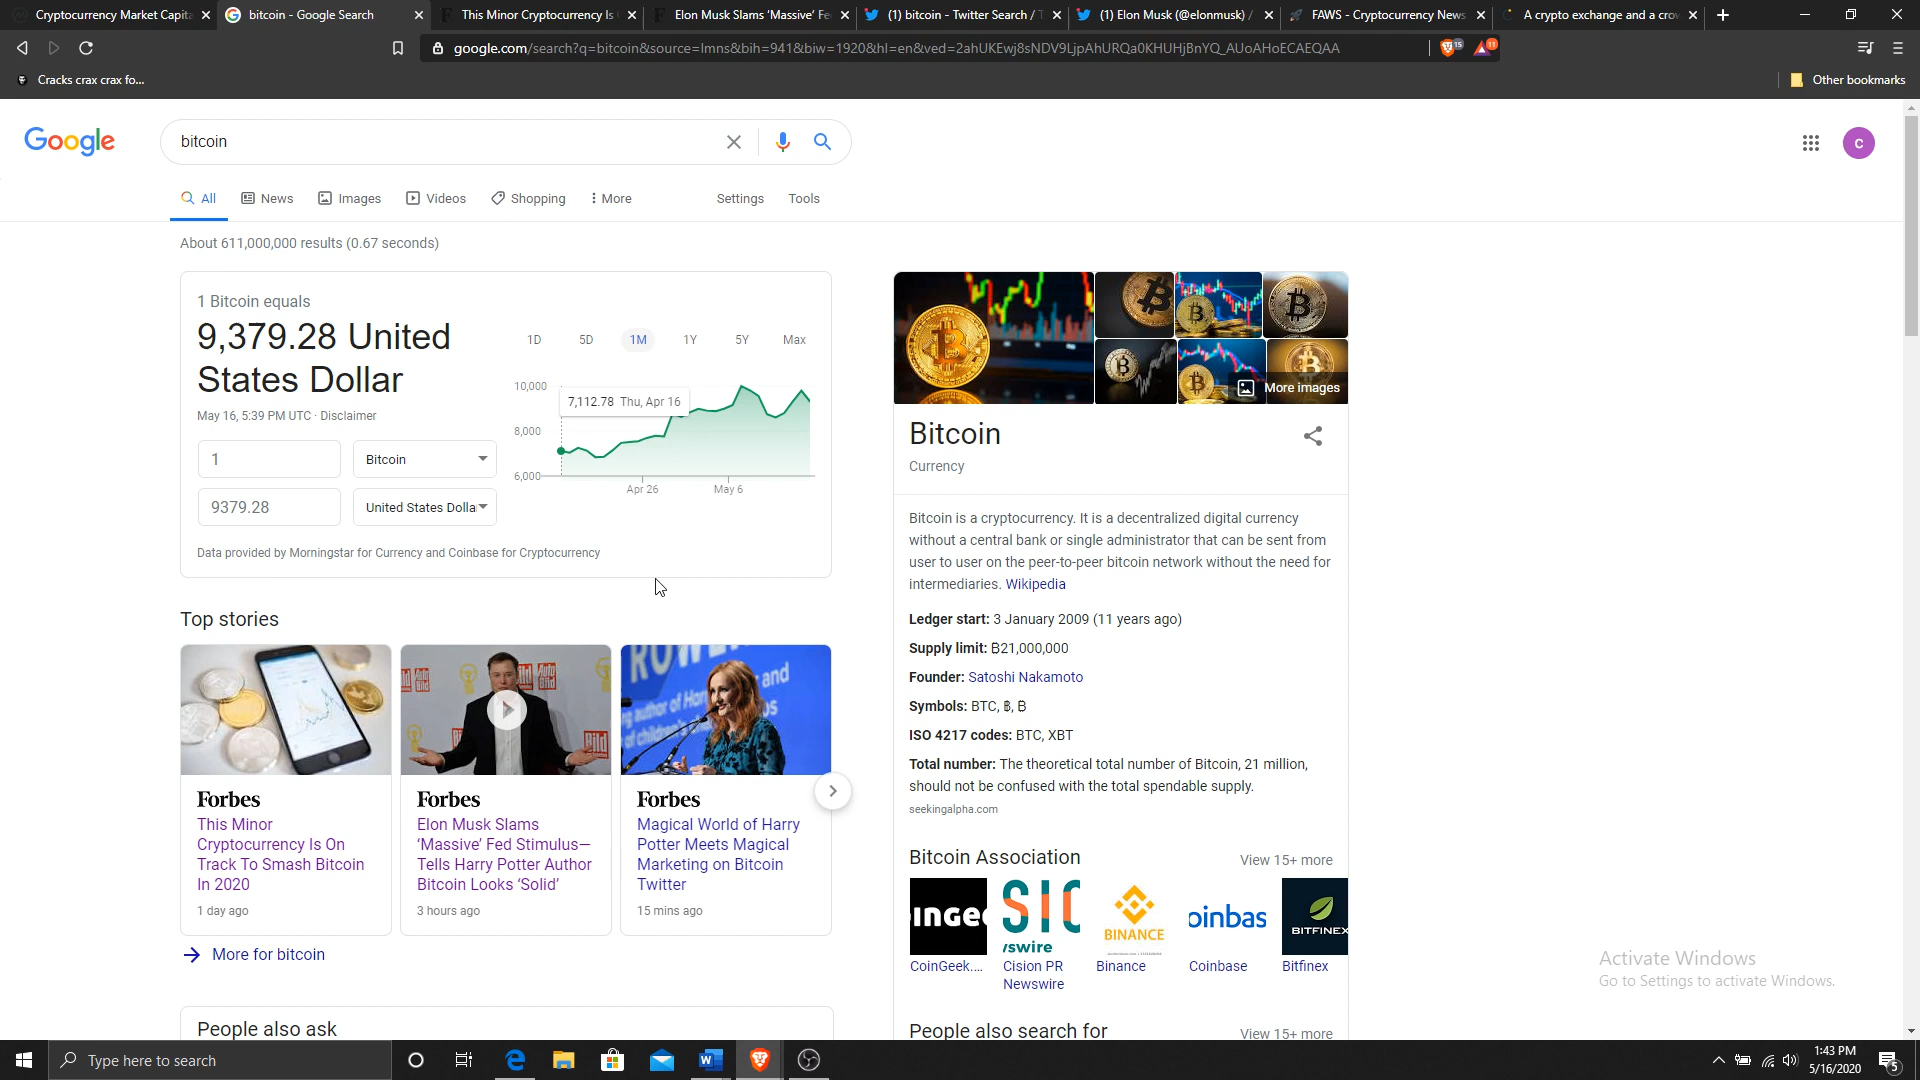 Cryptocurrency Market Capita
bitcoin - Google Search
This Minor Cryptocurrency Is
Elon Musk Slams 'Massive' Fe
(1) bitcoin - Twitter Search / T
(1) Elon Musk (@elonmusk) /
FAWS - Cryptocurrency News
A crypto exchange and a cro
google.com/search?q=bitcoin&source=lmns&bih=941&biw=1920&hl=en&ved=2ahUKEwj8sNDV9LjpAhURQa0KHUHjBnYQ_AUoAHoECAEQAA
15
11
Cracks crax crax fo...
Other bookmarks
Google
bitcoin
C
All
News
Images
Videos
Shopping
More
Settings
Tools
About 611,000,000 results (0.67 seconds)
1 Bitcoin equals
9,379.28 United
States Dollar
May 16, 5:39 PM UTC · Disclaimer
1
Bitcoin
9379.28
United States Dolla
1D
5D
1M
1Y
5Y
Max
10,000
8,000
6,000
7,112.78 Thu, Apr 16
Apr 26
May 6
Data provided by Morningstar for Currency and Coinbase for Cryptocurrency
Top stories
Forbes
This Minor
Cryptocurrency Is On
Track To Smash Bitcoin
In 2020
1 day ago
Forbes
Elon Musk Slams
'Massive' Fed Stimulus—
Tells Harry Potter Author
Bitcoin Looks 'Solid'
3 hours ago
Forbes
Magical World of Harry
Potter Meets Magical
Marketing on Bitcoin
Twitter
15 mins ago
More for bitcoin
People also ask
More images
Bitcoin
Currency
Bitcoin is a cryptocurrency. It is a decentralized digital currency
without a central bank or single administrator that can be sent from
user to user on the peer-to-peer bitcoin network without the need for
intermediaries. Wikipedia
Ledger start: 3 January 2009 (11 years ago)
Supply limit: ₿21,000,000
Founder: Satoshi Nakamoto
Symbols: BTC, ฿, ₿
ISO 4217 codes: BTC, XBT
Total number: The theoretical total number of Bitcoin, 21 million,
should not be confused with the total spendable supply.
seekingalpha.com
Bitcoin Association
View 15+ more
inge
SIC
wswire
BINANCE
oinbas
BITFINEX
CoinGeek....
Cision PR
Newswire
Binance
Coinbase
Bitfinex
People also search for
View 15+ more
Activate Windows
Go to Settings to activate Windows.
Type here to search
1:43 PM
5/16/2020
5